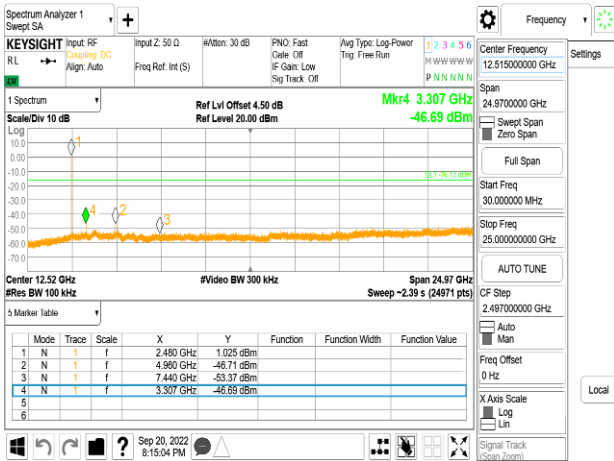 Spectrum Analyzer 1
Swept SA
Frequency
KEYSIGHT
RL
Input: RF
Coupling: DC
Align: Auto
Input Z: 50 Ω
Freq Ref: Int (S)
#Atten: 30 dB
PNO: Fast
Gate: Off
IF Gain: Low
Sig Track: Off
Avg Type: Log-Power
Trig: Free Run
1 2 3 4 5 6
M W W W W W
P N N N N N
1 Spectrum
Scale/Div 10 dB
Ref Lvl Offset 4.50 dB
Ref Level 20.00 dBm
Mkr4 3.307 GHz
-46.69 dBm
Log
10.0
0.00
-10.0
-20.0
-30.0
-40.0
-50.0
-60.0
-70.0
1
4
2
3
Center 12.52 GHz
#Video BW 300 kHz
Span 24.97 GHz
#Res BW 100 kHz
Sweep ~2.39 s (24971 pts)
5 Marker Table
Mode Trace Scale X Y Function Function Width Function Value
1 N 1 f 2.480 GHz 1.025 dBm
2 N 1 f 4.960 GHz -46.71 dBm
3 N 1 f 7.440 GHz -53.37 dBm
4 N 1 f 3.307 GHz -46.69 dBm
5
6
Sep 20, 2022
8:15:04 PM
Center Frequency
12.515000000 GHz
Span
24.9700000 GHz
Swept Span
Zero Span
Full Span
Start Freq
30.000000 MHz
Stop Freq
25.000000000 GHz
AUTO TUNE
CF Step
2.497000000 GHz
Auto
Man
Freq Offset
0 Hz
X Axis Scale
Log
Lin
Signal Track
(Span Zoom)
Settings
Local